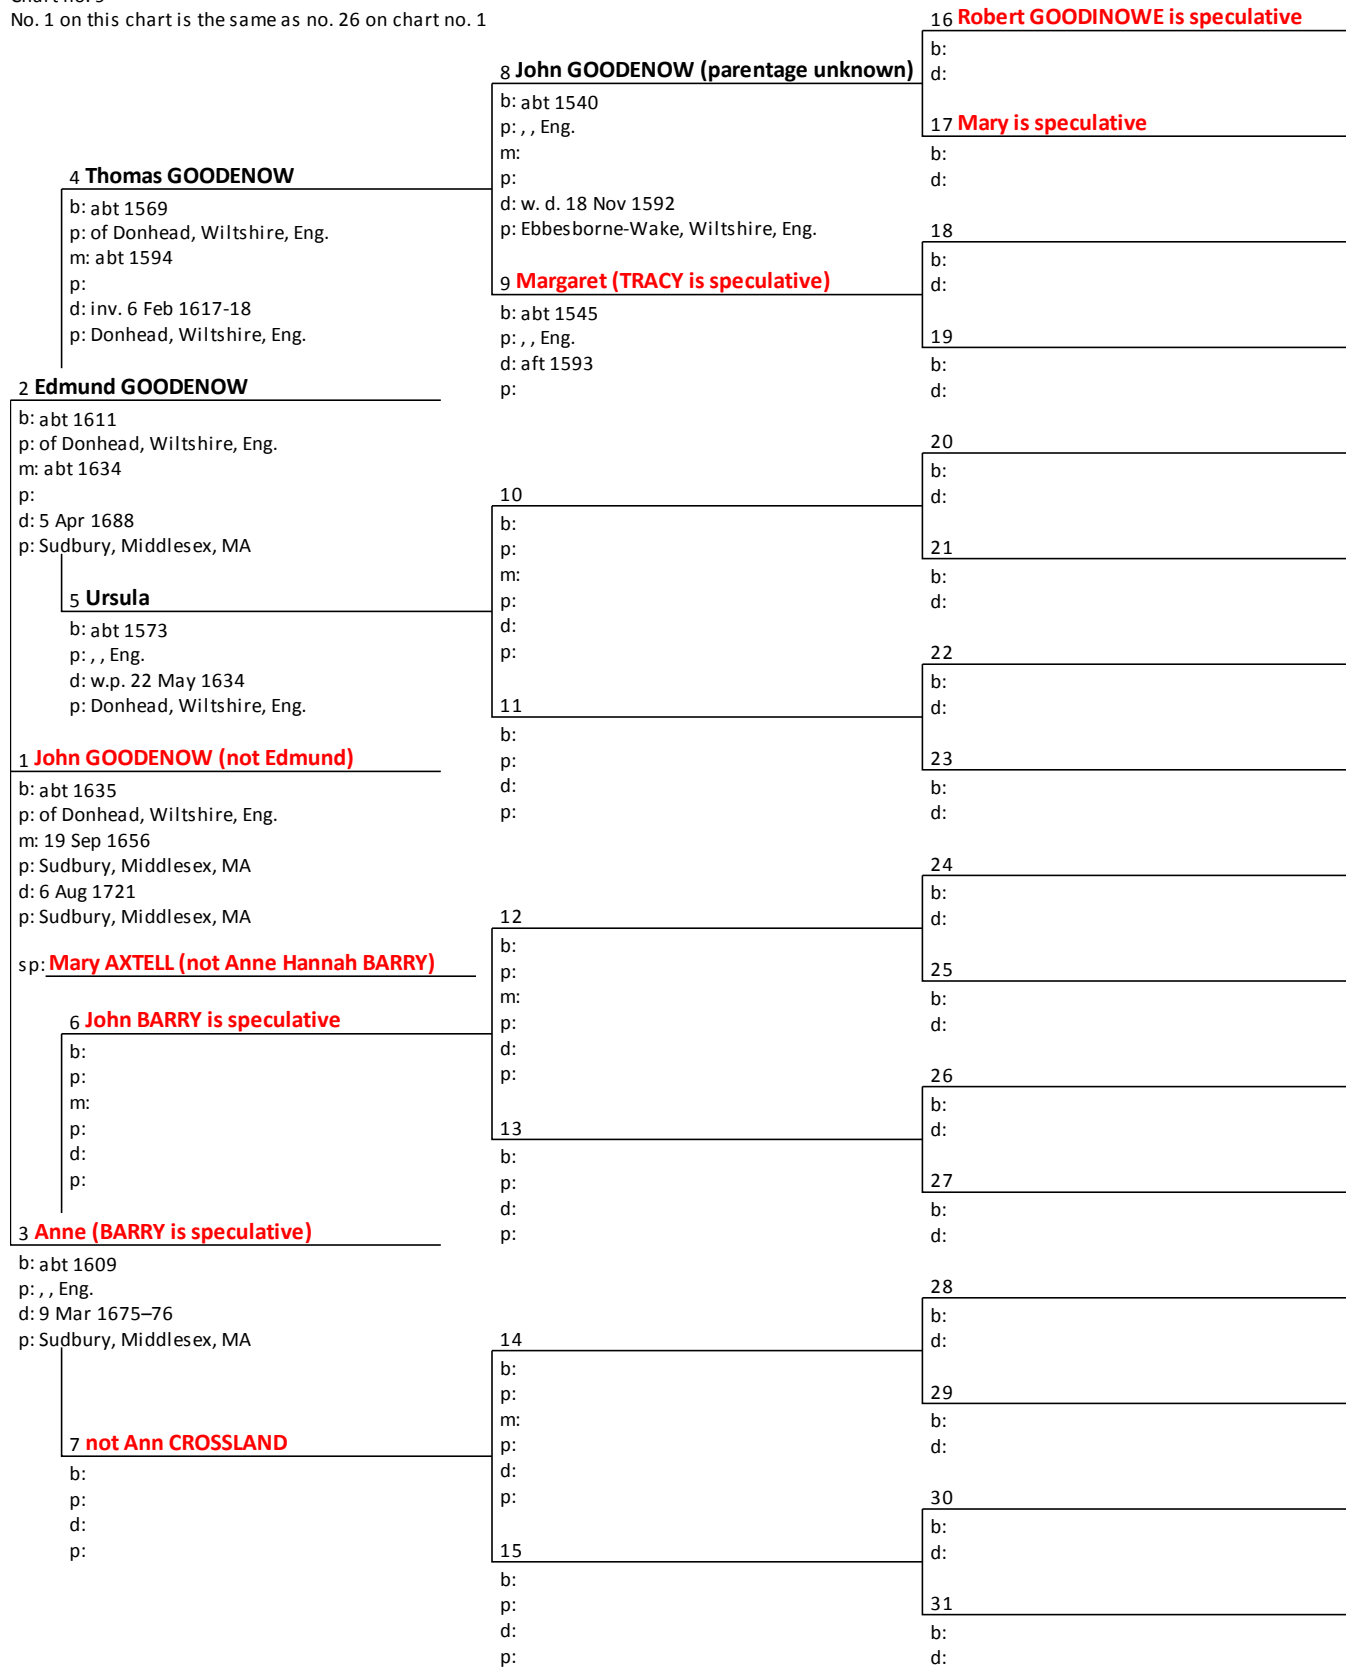 No. 1 on this chart is the same as no. 26 on chart no. 1
16 Robert GOODINOWE is speculative
b:
d:
8 John GOODENOW (parentage unknown)
b: abt 1540
p: , , Eng.
m:
p:
d: w. d. 18 Nov 1592
p: Ebbesborne-Wake, Wiltshire, Eng.
17 Mary is speculative
b:
d:
4 Thomas GOODENOW
b: abt 1569
p: of Donhead, Wiltshire, Eng.
m: abt 1594
p:
d: inv. 6 Feb 1617-18
p: Donhead, Wiltshire, Eng.
18
b:
d:
9 Margaret (TRACY is speculative)
b: abt 1545
p: , , Eng.
d: aft 1593
p:
19
b:
d:
2 Edmund GOODENOW
b: abt 1611
p: of Donhead, Wiltshire, Eng.
m: abt 1634
p:
d: 5 Apr 1688
p: Sudbury, Middlesex, MA
20
b:
d:
10
b:
p:
m:
p:
d:
p:
21
b:
d:
5 Ursula
b: abt 1573
p: , , Eng.
d: w.p. 22 May 1634
p: Donhead, Wiltshire, Eng.
22
b:
d:
11
b:
p:
d:
p:
23
b:
d:
1 John GOODENOW (not Edmund)
b: abt 1635
p: of Donhead, Wiltshire, Eng.
m: 19 Sep 1656
p: Sudbury, Middlesex, MA
d: 6 Aug 1721
p: Sudbury, Middlesex, MA
sp: Mary AXTELL (not Anne Hannah BARRY)
24
b:
d:
12
b:
p:
m:
p:
d:
p:
25
b:
d:
6 John BARRY is speculative
b:
p:
m:
p:
d:
p:
26
b:
d:
13
b:
p:
d:
p:
27
b:
d:
3 Anne (BARRY is speculative)
b: abt 1609
p: , , Eng.
d: 9 Mar 1675–76
p: Sudbury, Middlesex, MA
28
b:
d:
14
b:
p:
m:
p:
d:
p:
29
b:
d:
7 not Ann CROSSLAND
b:
p:
d:
p:
30
b:
d:
15
b:
p:
d:
p:
31
b:
d: